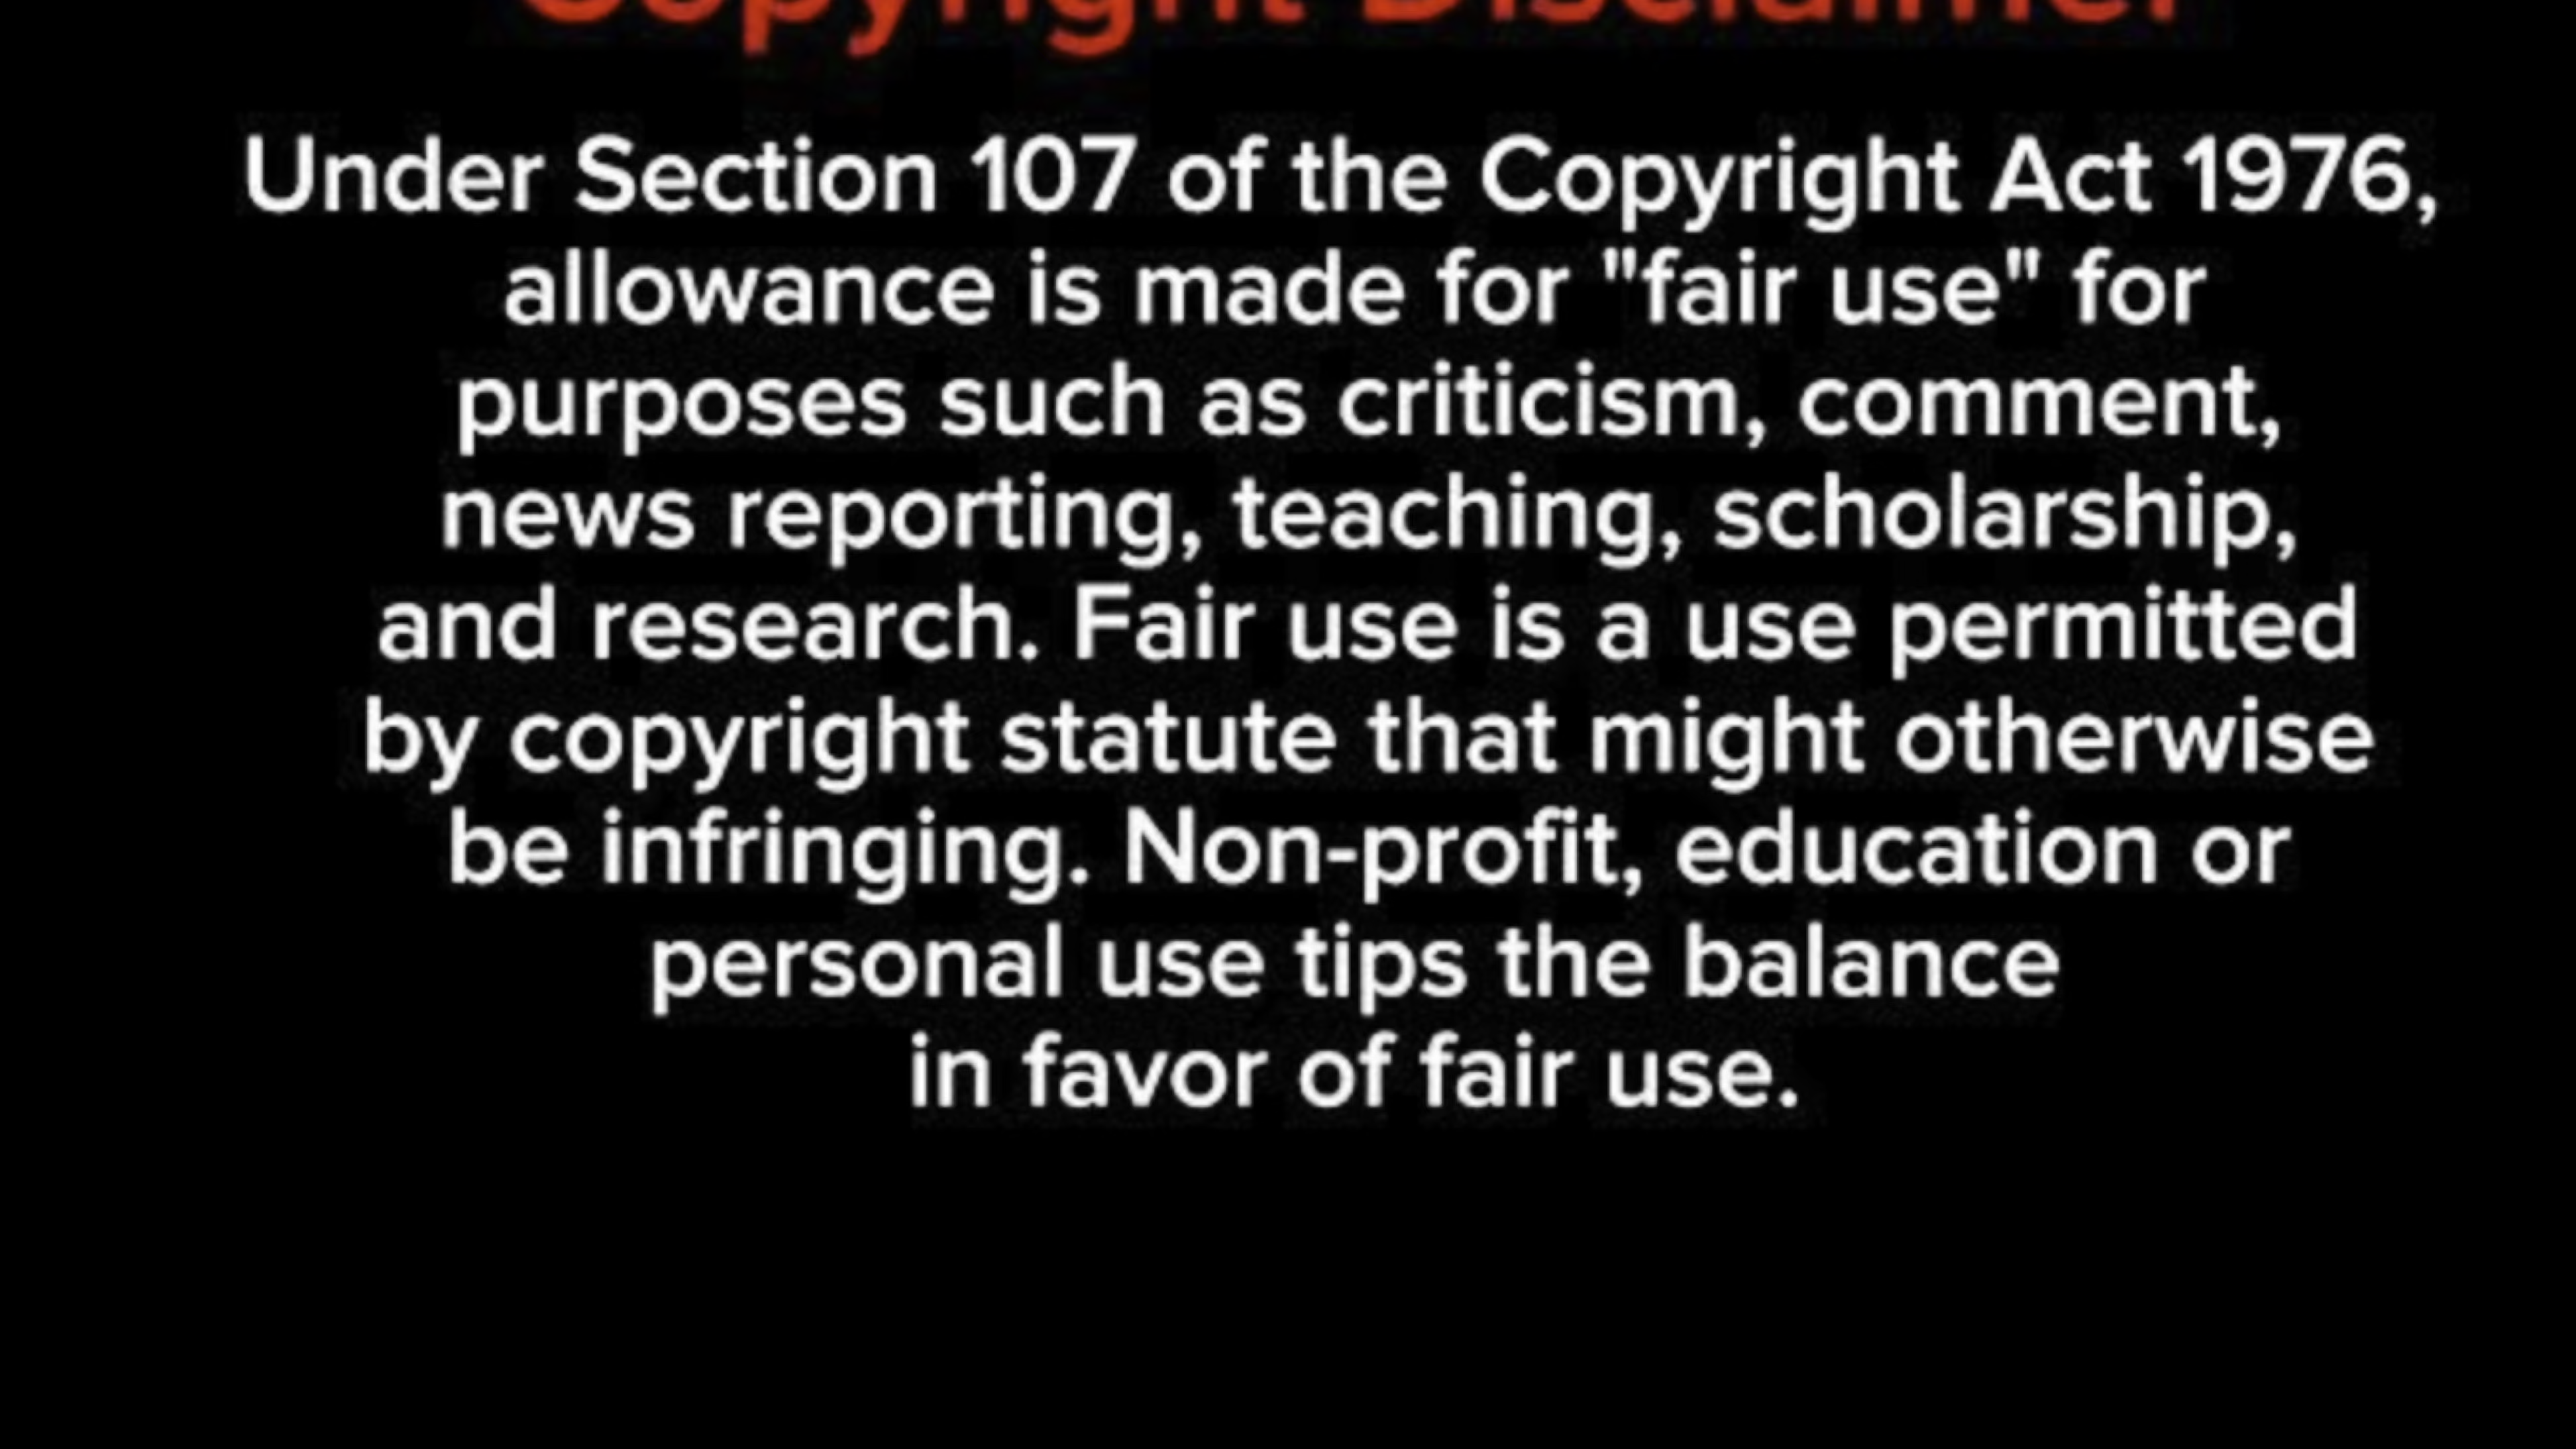 Copyright Disclaimer
Under Section 107 of the Copyright Act 1976,
allowance is made for "fair use" for
purposes such as criticism, comment,
news reporting, teaching, scholarship,
and research. Fair use is a use permitted
by copyright statute that might otherwise
be infringing. Non-profit, education or
personal use tips the balance
in favor of fair use.